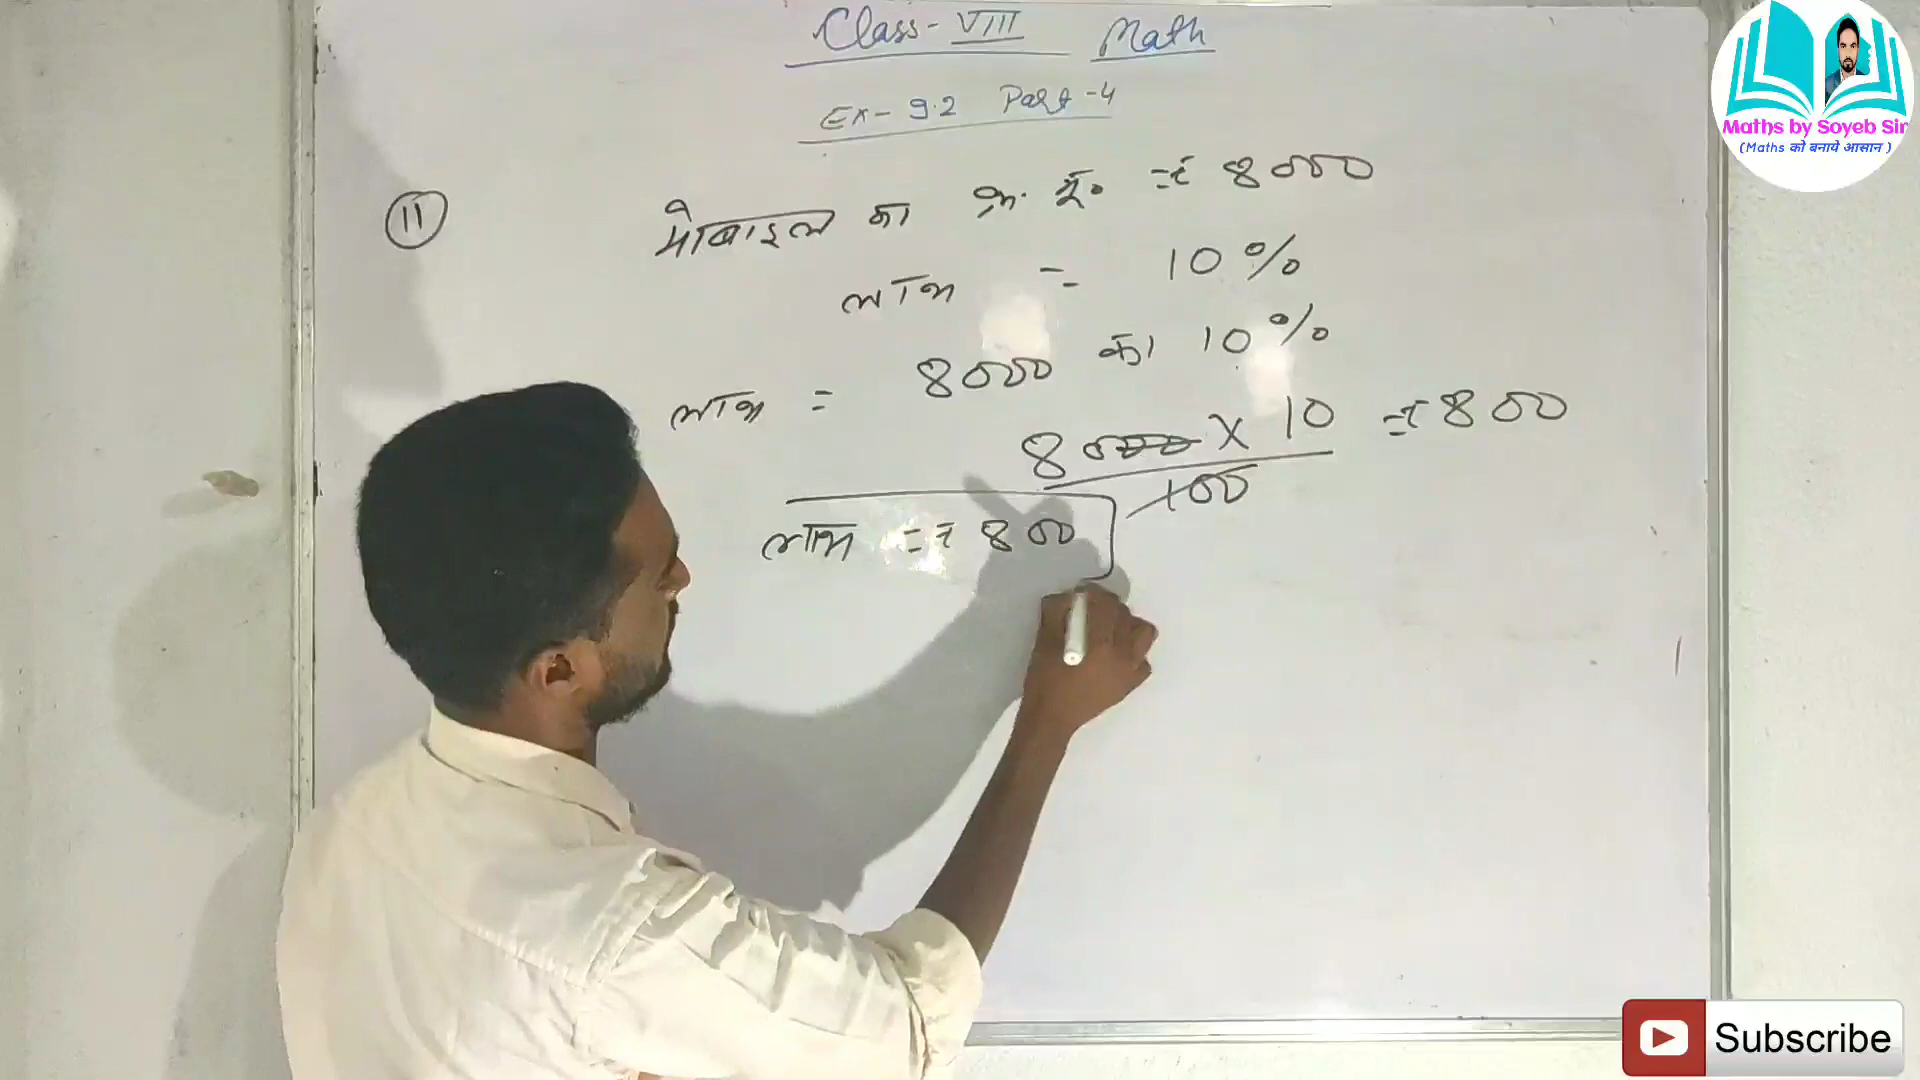 Class-VIII Math
Ex-9.2 Part-4
11 मोबाइल का क्र. मू० = ₹ 8000
लाभ = 10%
लाभ = 8000 का 10%
8000 X 10 = ₹ 800
100
लाभ = ₹ 800
Maths by Soyeb Sir
(Maths को बनाये आसान )
Subscribe